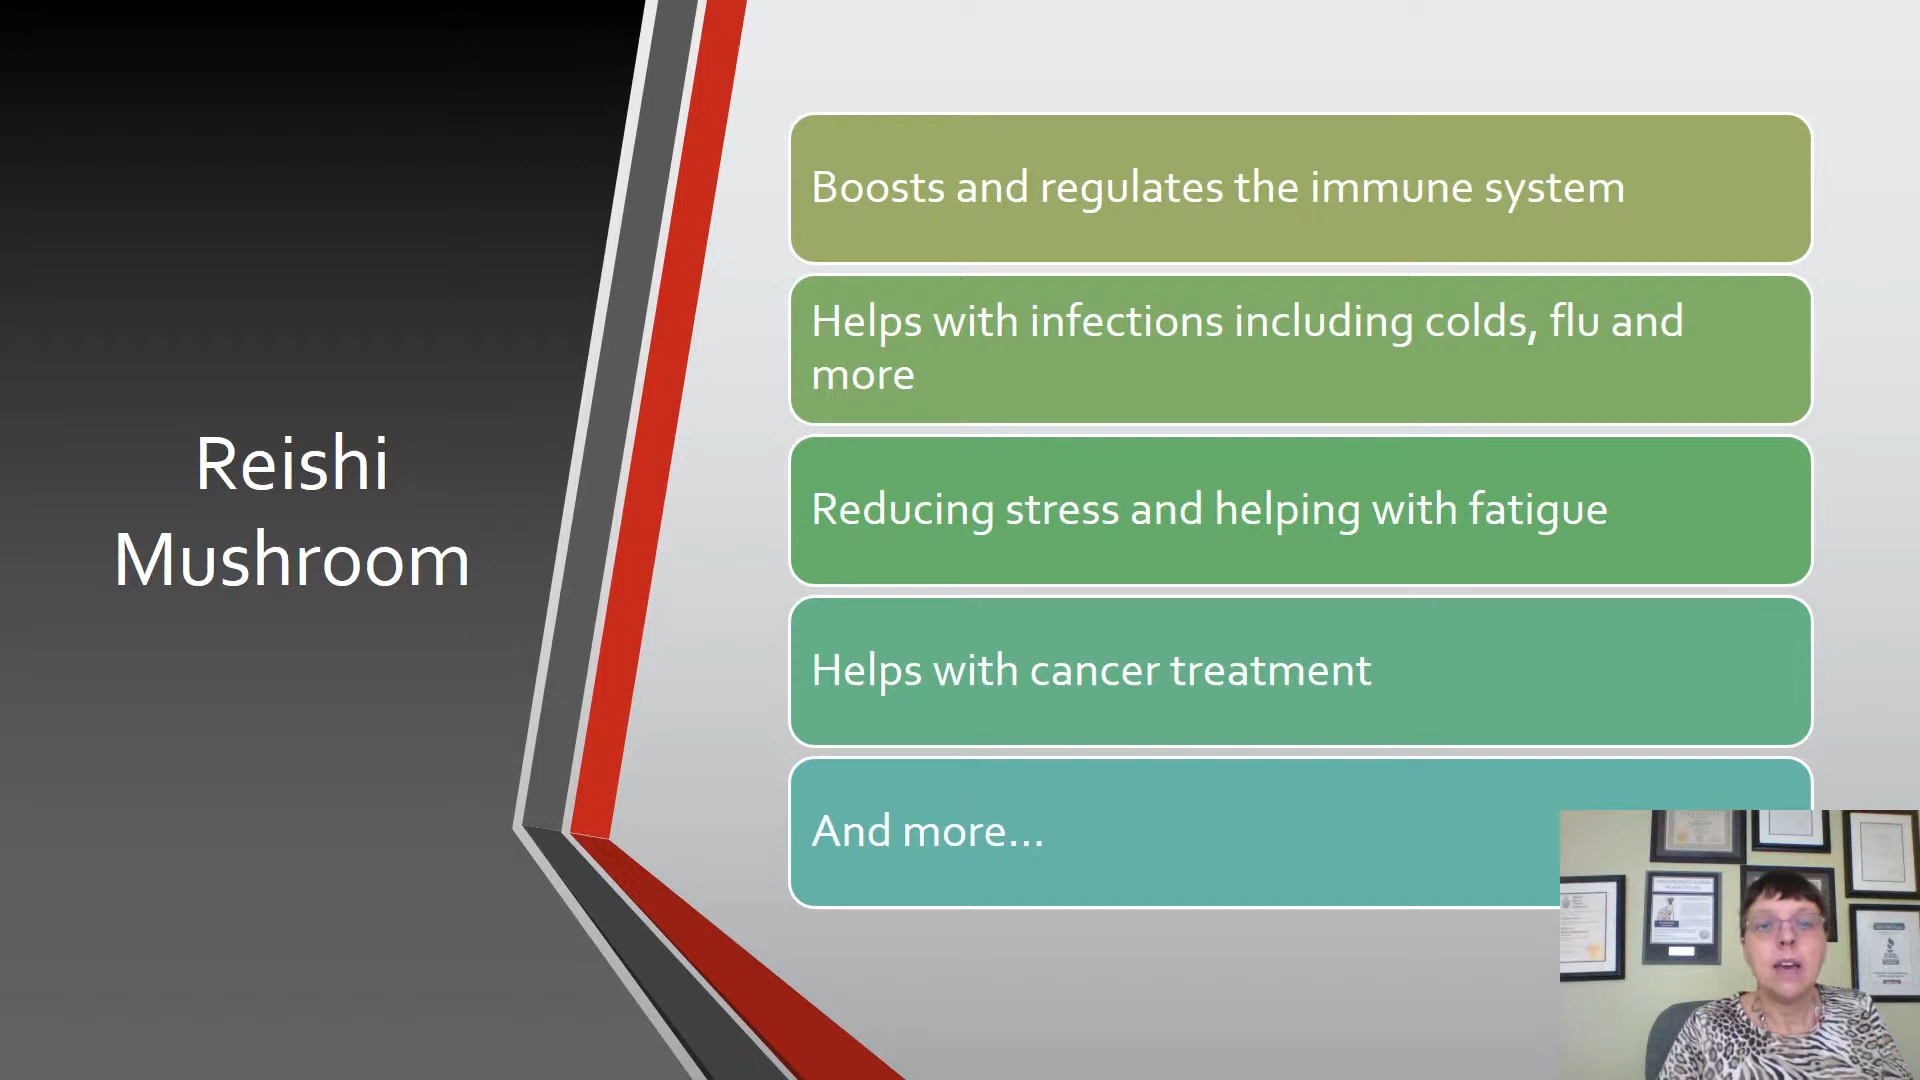 Reishi
Mushroom
Boosts and regulates the immune system
Helps with infections including colds, flu and
more
Reducing stress and helping with fatigue
Helps with cancer treatment
And more...